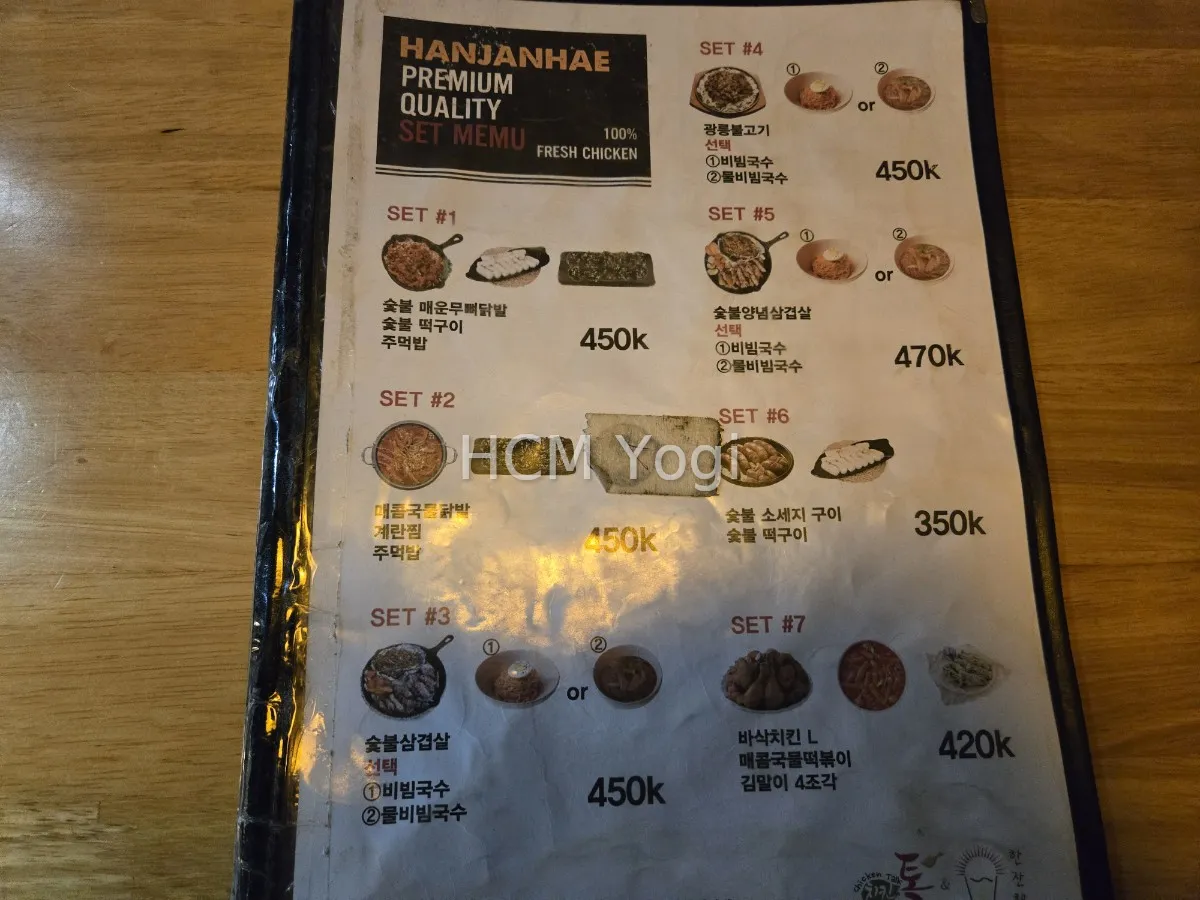 HANJANHAE
PREMIUM
QUALITY
SET MEMU
100%
FRESH CHICKEN
SET #1
숯불 매운무뼈닭발
숯불 떡구이
주먹밥
450k
SET #2
매콤국물닭발
계란찜
주먹밥
450k
SET #3
① or ②
숯불삼겹살
선택
①비빔국수
②물비빔국수
450k
SET #4
① or ②
광릉불고기
선택
①비빔국수
②물비빔국수
450k
SET #5
① or ②
숯불양념삼겹살
선택
①비빔국수
②물비빔국수
470k
SET #6
숯불 소세지 구이
숯불 떡구이
350k
SET #7
바삭치킨 L
매콤국물떡볶이
김말이 4조각
420k
Chicken Talk
치킨
톡
&
한잔해
HCM Yogi